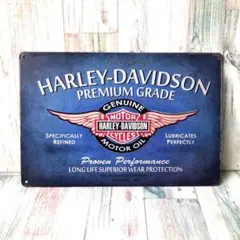 HARLEY-DAVIDSON
PREMIUM GRADE
GENUINE
MOTOR
HARLEY-DAVIDSON
CYCLES
MOTOR OIL
SPECIFICALLY
REFINED
LUBRICATES
PERFECTLY
Proven Performance
LONG LIFE SUPERIOR WEAR PROTECTION